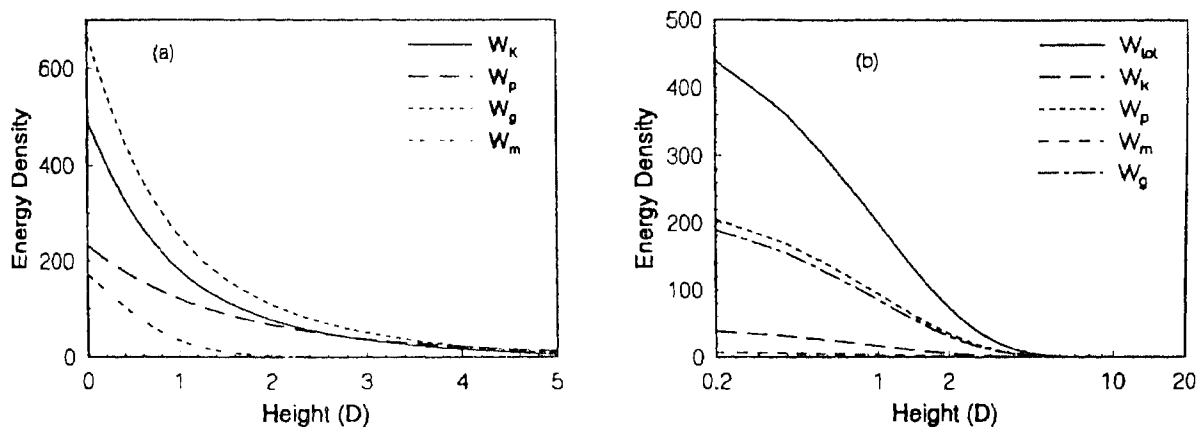 (a)
W_K
W_p
W_g
W_m
600
400
200
0
Energy Density
0 1 2 3 4 5
Height (D)
(b)
W_tot
W_k
W_p
W_m
W_g
500
400
300
200
100
0
Energy Density
0.2 1 2 10 20
Height (D)